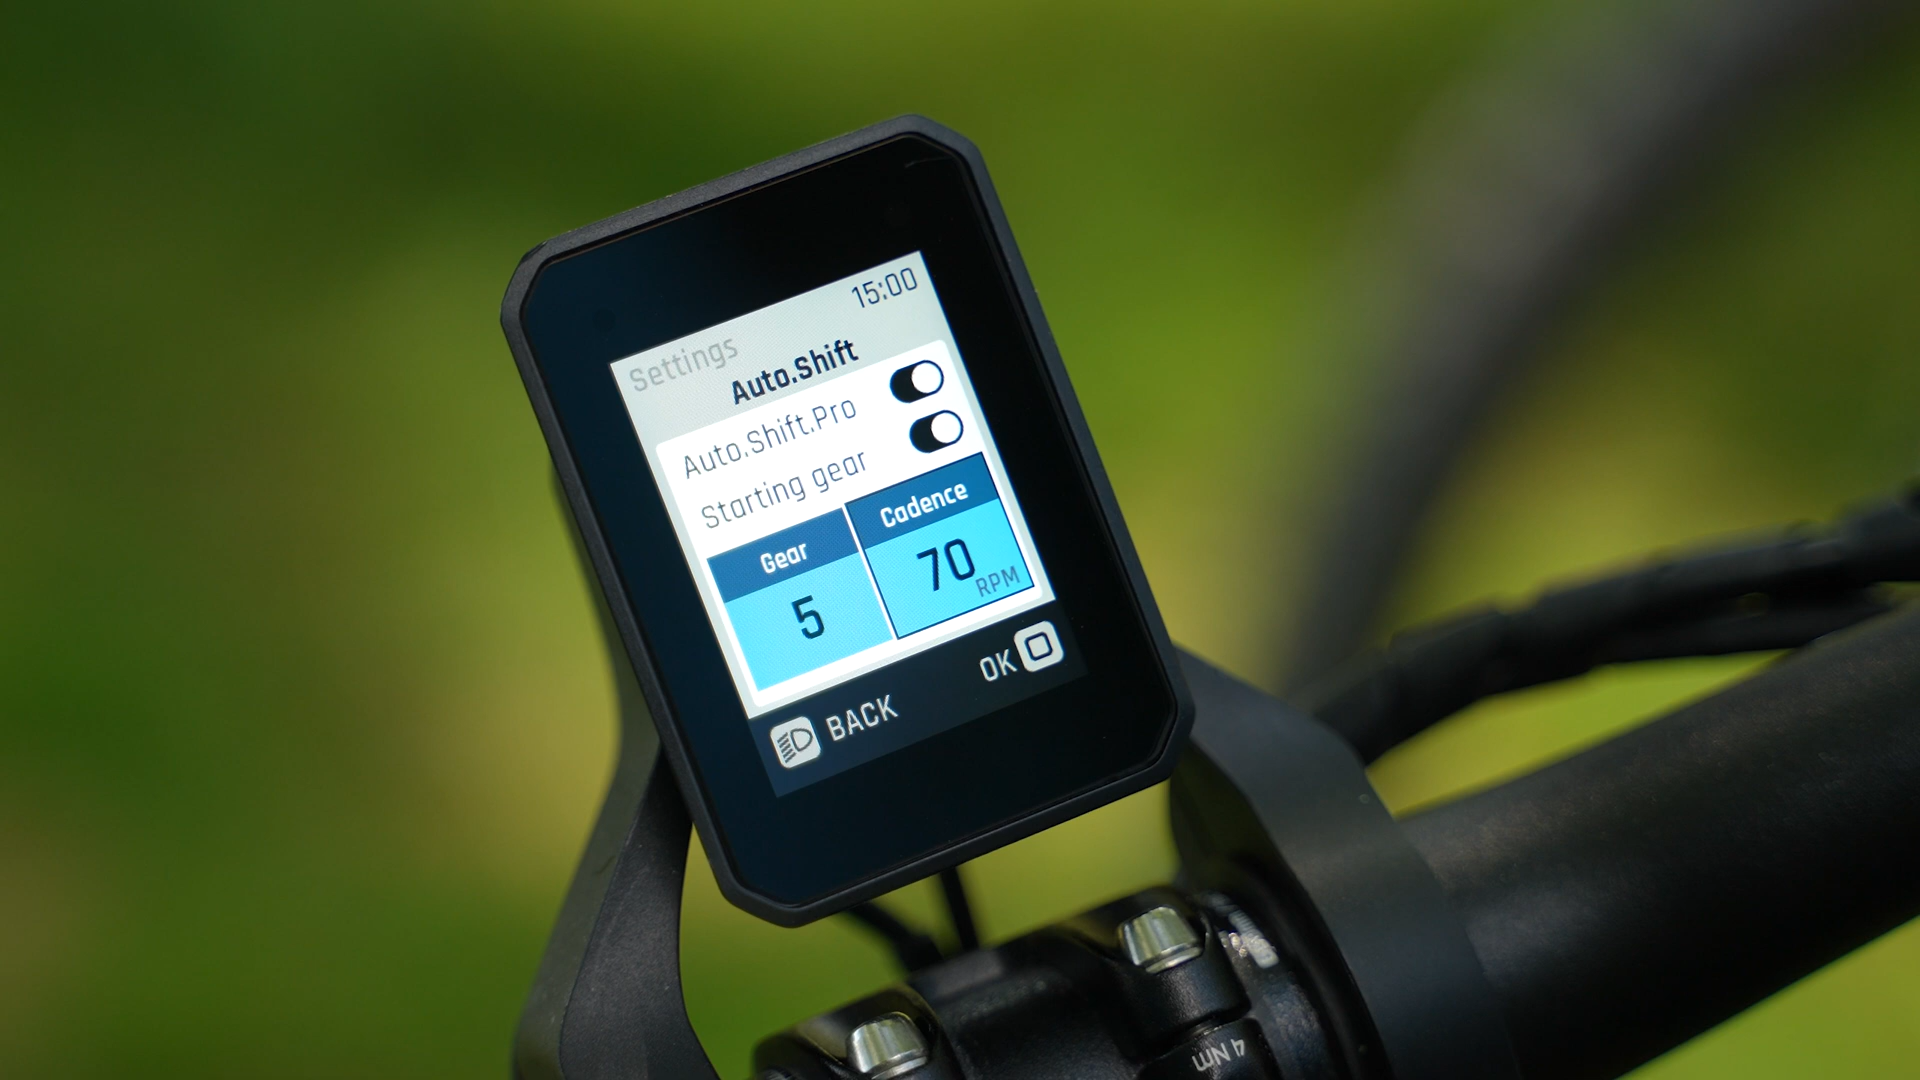 15:00
Settings
Auto.Shift
Auto.Shift.Pro
Starting gear
Gear
Cadence
5
70
RPM
BACK
OK
4 Nm